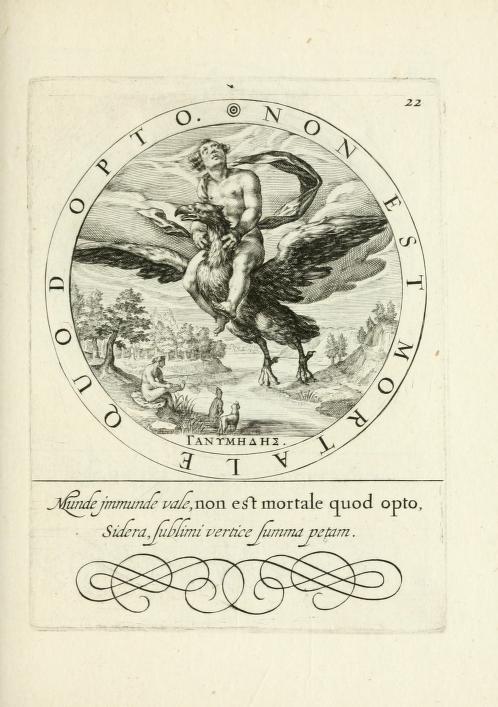 22
NON EST MORTALE QUOD OPTO.
ΓΑΝΥΜΗΔΗΣ.
Munde jmmunde vale, non est mortale quod opto,
Sidera, sublimi vertice summa petam.